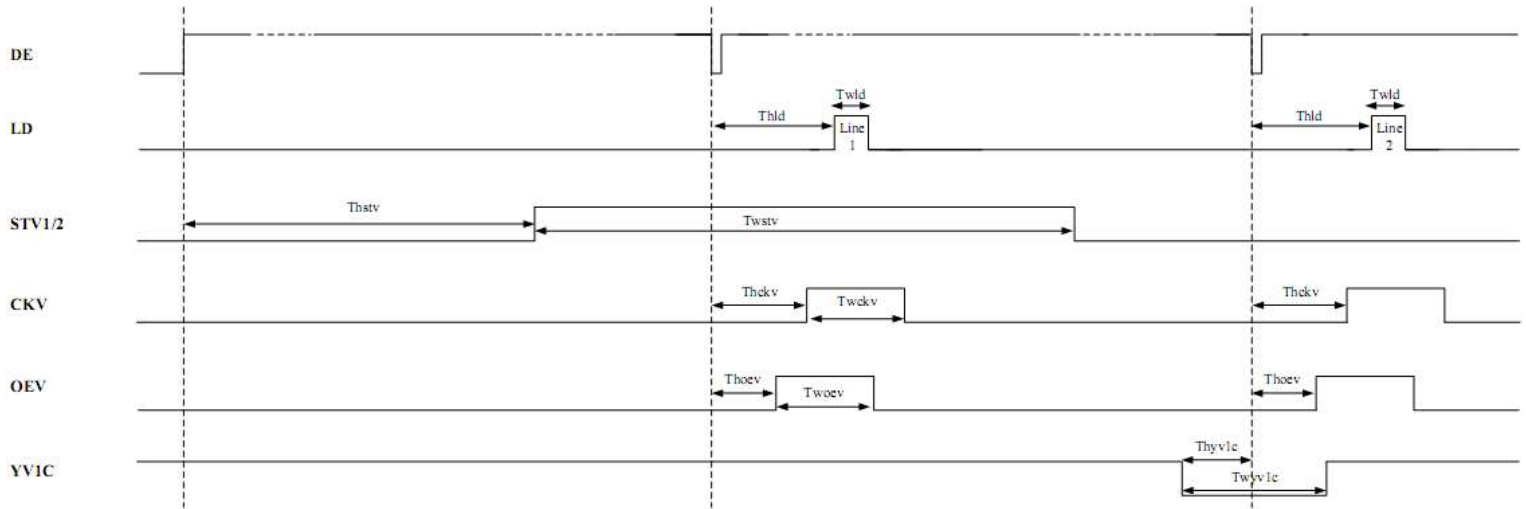 DE
LD
Thld
Twld
Line
1
Thld
Twld
Line
2
STV1/2
Thstv
Twstv
CKV
Thckv
Twckv
Thckv
OEV
Thoev
Twoev
Thoev
YV1C
Thyv1c
Twyv1c